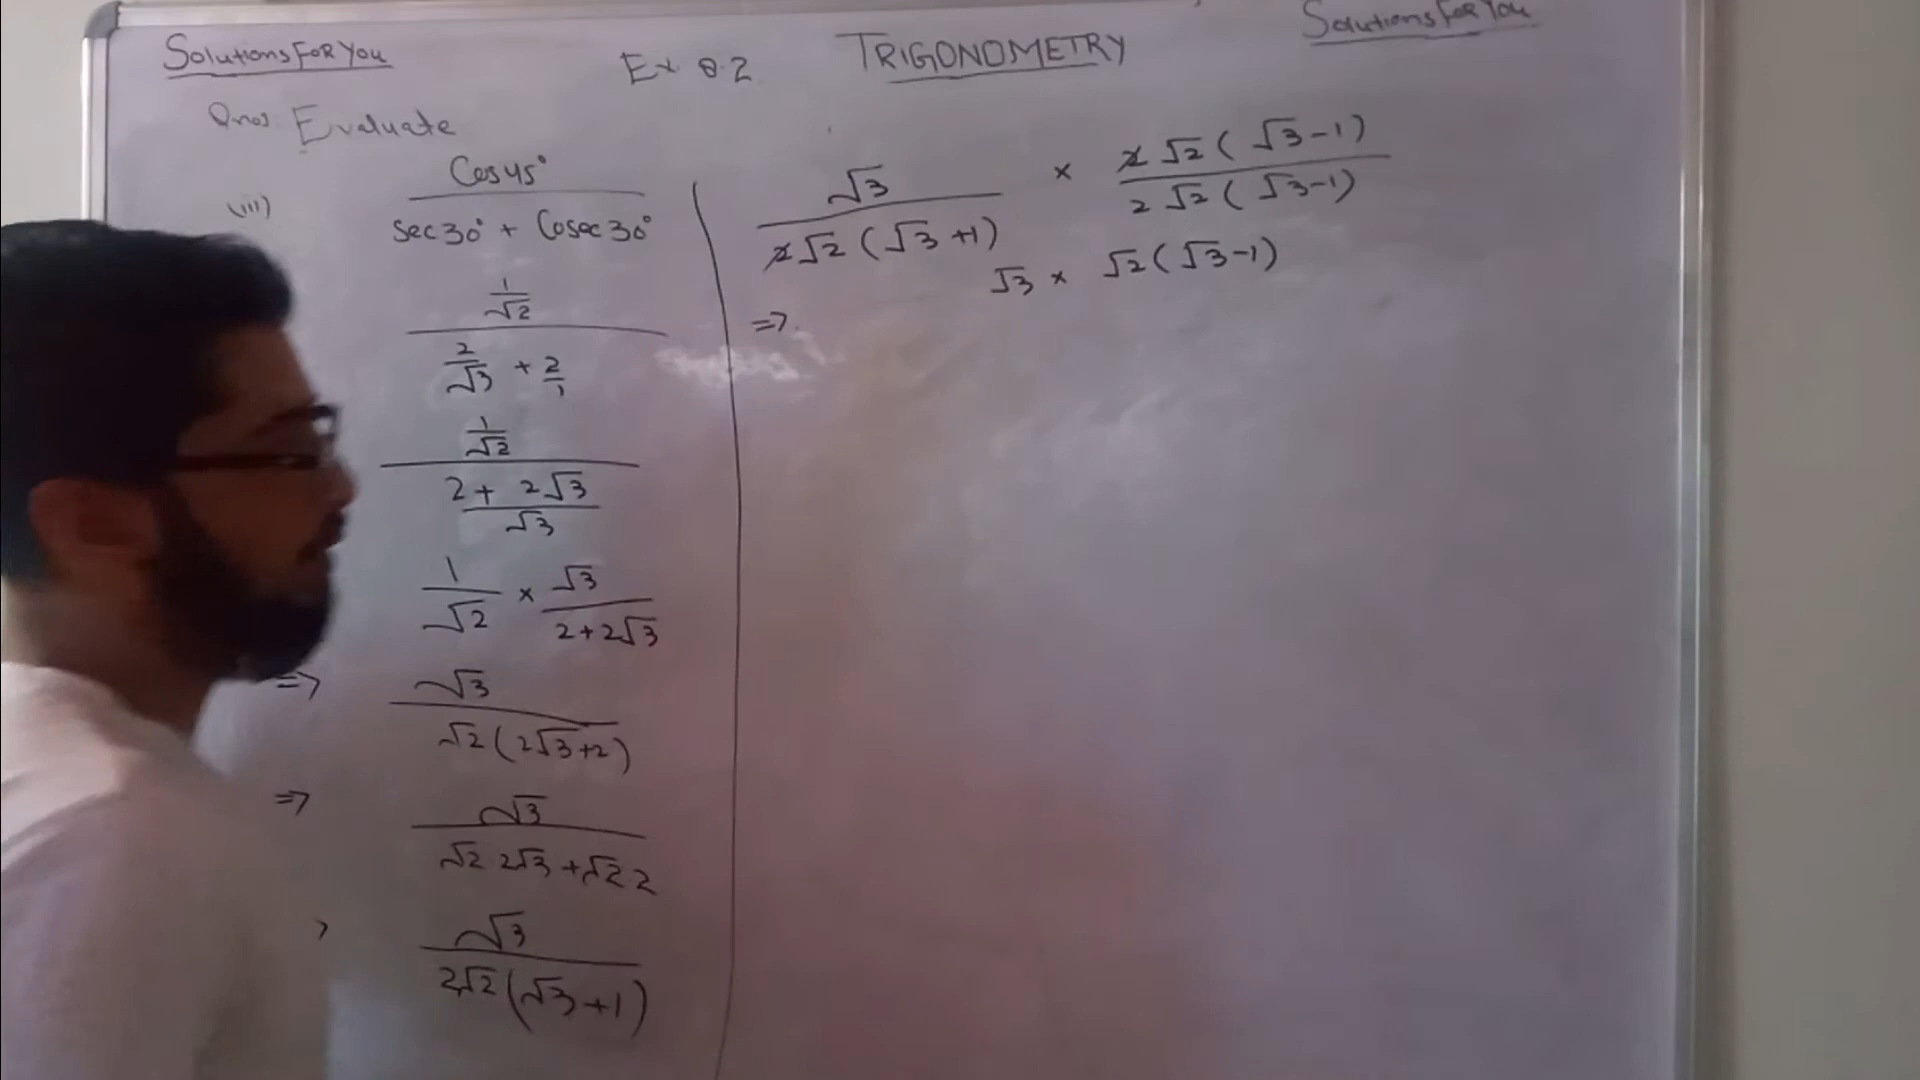 SOLUTIONS FOR YOU
Ex 8.2
TRIGONOMETRY
Solutions For You
Qno1 Evaluate
(iii)
Cos45°
sec30° + Cosec30°
1
√2
2/√3 + 2/1
1
√2
2 + 2√3
√3
1/√2 × √3/(2+2√3)
=> √3
√2(2√3+2)
=> √3
√2 2√3 + √2 2
√3
2√2(√3+1)
√3 × 2√2(√3-1)
2√2(√3+1) 2√2(√3-1)
√3 × √2(√3-1)
=>